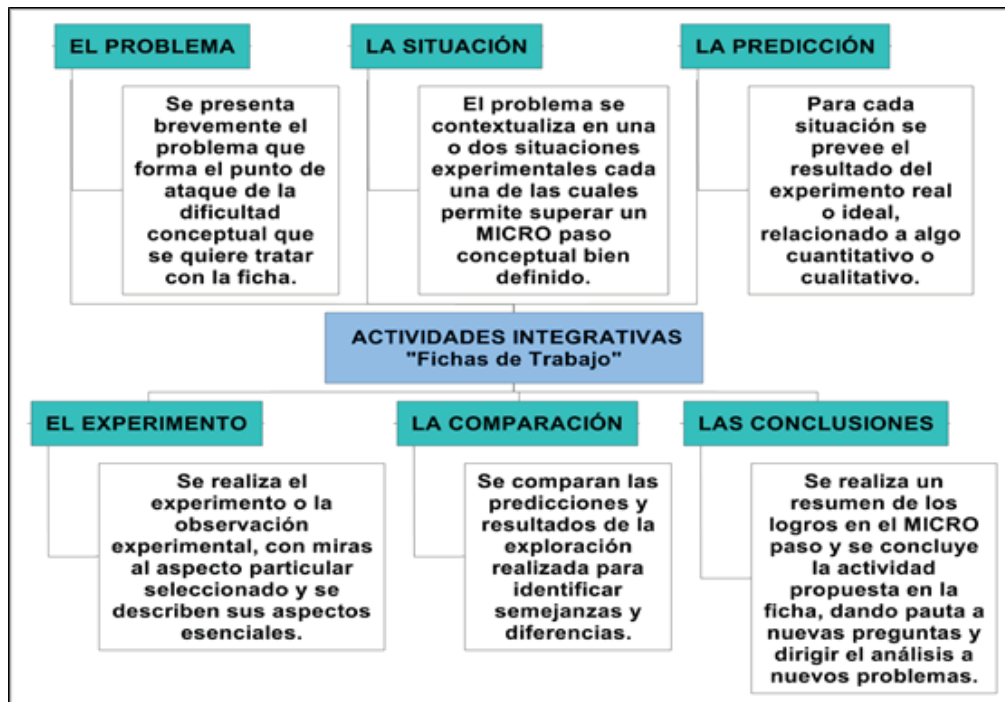 EL PROBLEMA
Se presenta
brevemente el
problema que
forma el punto de
ataque de la
dificultad
conceptual que
se quiere tratar
con la ficha.
LA SITUACIÓN
El problema se
contextualiza en una
o dos situaciones
experimentales cada
una de las cuales
permite superar un
MICRO paso
conceptual bien
definido.
LA PREDICCIÓN
Para cada
situación se
prevee el
resultado del
experimento real
o ideal,
relacionado a algo
cuantitativo o
cualitativo.
ACTIVIDADES INTEGRATIVAS
"Fichas de Trabajo"
EL EXPERIMENTO
Se realiza el
experimento o la
observación
experimental, con miras
al aspecto particular
seleccionado y se
describen sus aspectos
esenciales.
LA COMPARACIÓN
Se comparan las
predicciones y
resultados de la
exploración
realizada para
identificar
semejanzas y
diferencias.
LAS CONCLUSIONES
Se realiza un
resumen de los
logros en el MICRO
paso y se concluye
la actividad
propuesta en la
ficha, dando pauta a
nuevas preguntas y
dirigir el análisis a
nuevos problemas.